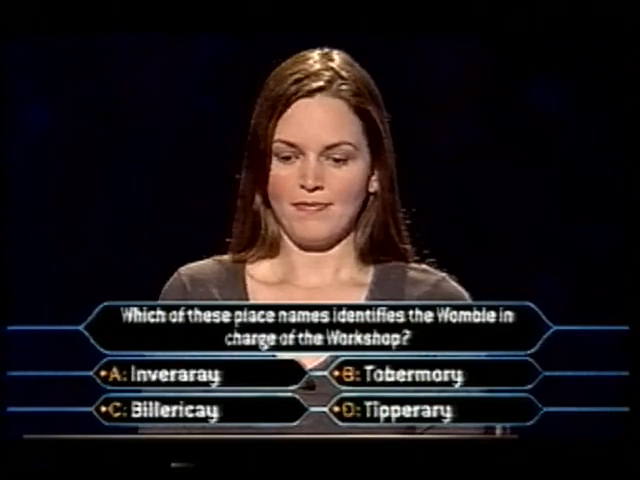 Which of these place names identifies the Womble in
charge of the Workshop?
A: Inveraray
B: Tobermory
C: Billericay
D: Tipperary